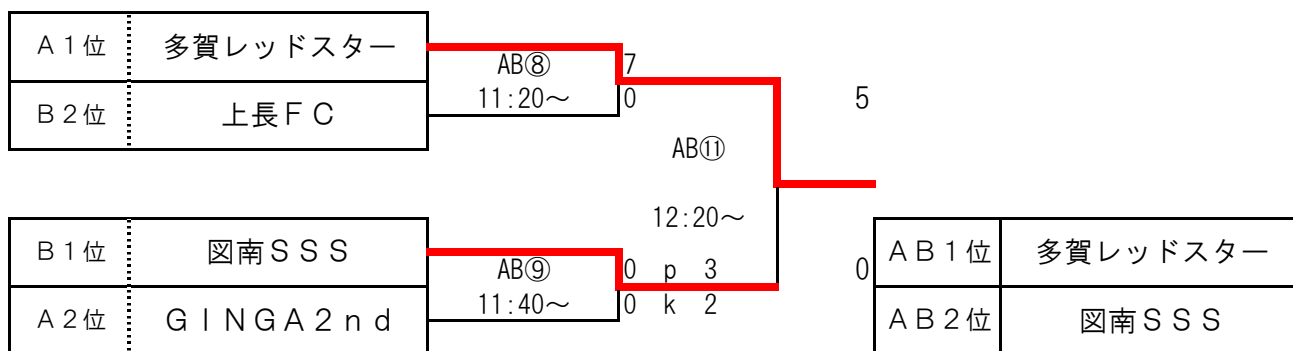 A1位 多賀レッドスター
AB⑧ 7
B2位 上長FC
11:20～ 0 5
AB⑪
12:20～
B1位 図南SSS
AB⑨ 0 p 3 0
A2位 GINGA2nd
11:40～ 0 k 2
AB1位 多賀レッドスター
AB2位 図南SSS